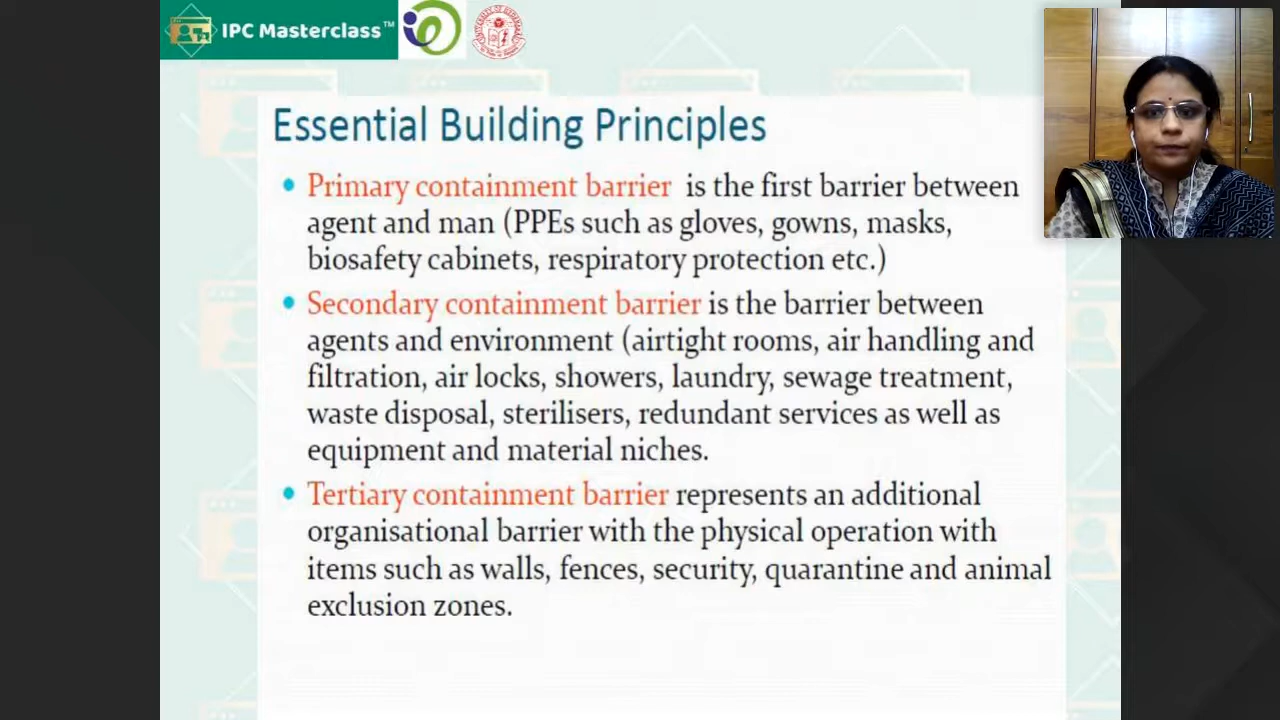 IPC Masterclass™
Essential Building Principles
• Primary containment barrier is the first barrier between
agent and man (PPEs such as gloves, gowns, masks,
biosafety cabinets, respiratory protection etc.)
• Secondary containment barrier is the barrier between
agents and environment (airtight rooms, air handling and
filtration, air locks, showers, laundry, sewage treatment,
waste disposal, sterilisers, redundant services as well as
equipment and material niches.
• Tertiary containment barrier represents an additional
organisational barrier with the physical operation with
items such as walls, fences, security, quarantine and animal
exclusion zones.